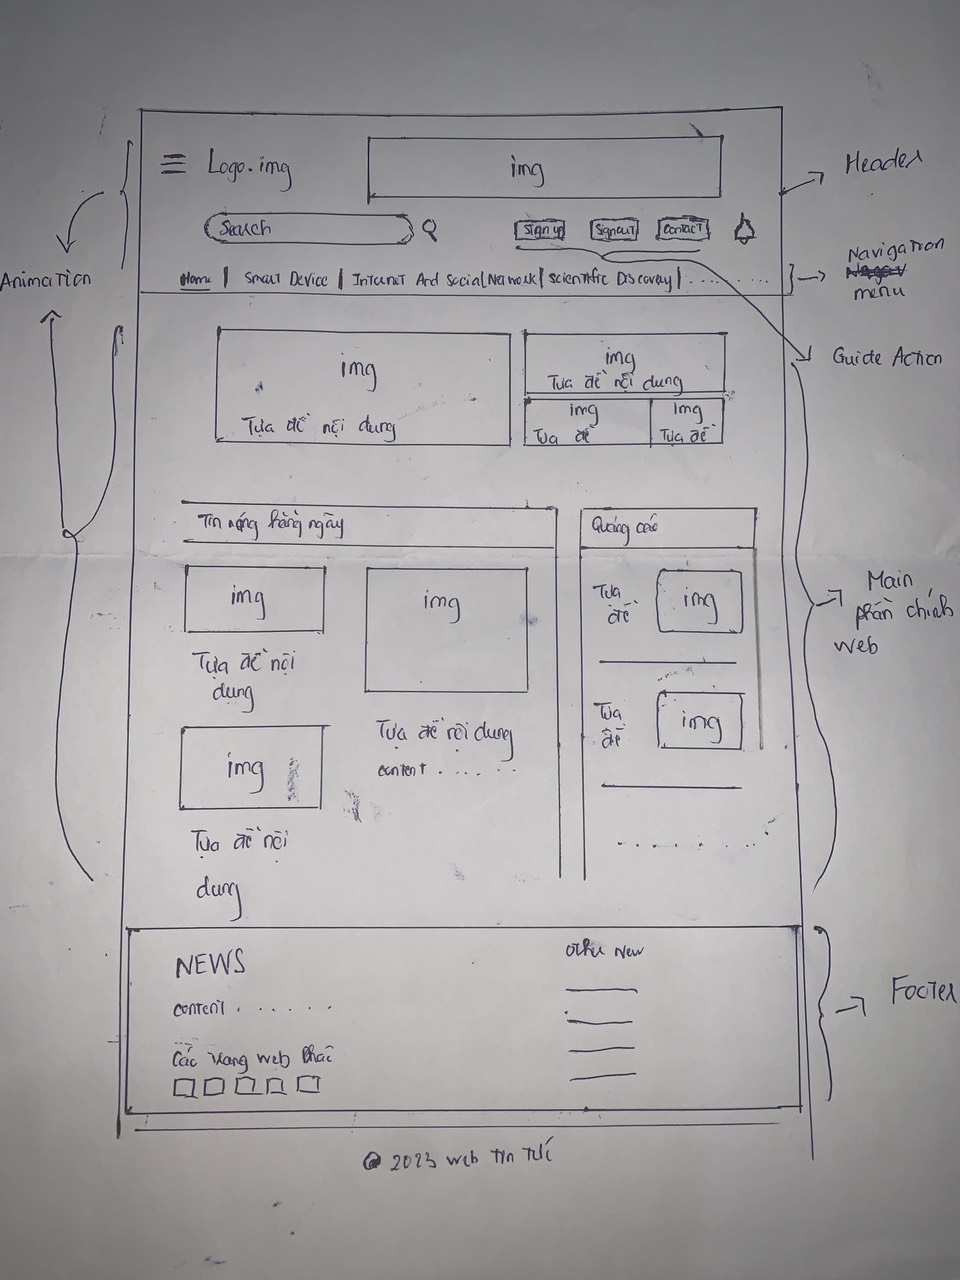 Logo.img
img
Header
Search
Sign up
Signout
Contact
Animation
Navigation
menu
Home | Smart Device | Internet And Social Network | Scientific Discovery | . . . . . . .
Guide Action
img
Tựa đề nội dung
img
Tựa đề nội dung
img
Tựa đề
img
Tựa đề
Tin nóng hằng ngày
Quảng cáo
img
Tựa đề nội
dung
img
Tựa đề nội dung
content . . . . . .
img
Tựa đề nội
dung
Tựa
đề
img
Tựa
đề
img
. . . . . . .
Main
phần chính
web
NEWS
content . . . . . .
Các trang web khác
Other New
Footer
@ 2023 web tin tức